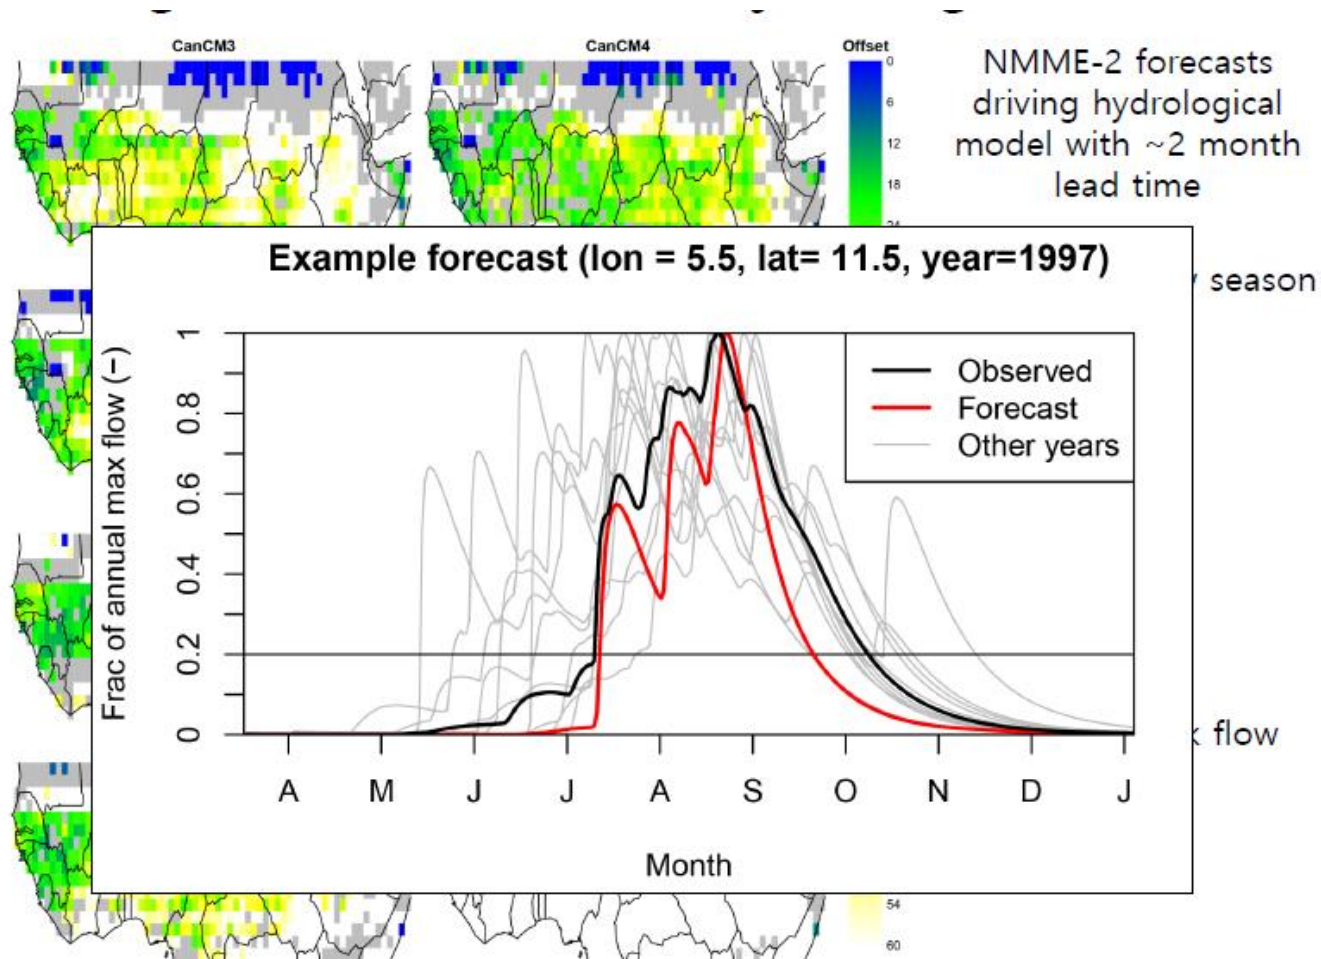 CanCM3
CanCM4
Offset
0
6
12
18
24
NMME-2 forecasts
driving hydrological
model with ~2 month
lead time
season
Example forecast (lon = 5.5, lat= 11.5, year=1997)
Frac of annual max flow (−)
1
0.8
0.6
0.4
0.2
0
Observed
Forecast
Other years
A M J J A S O N D J
Month
flow
54
60